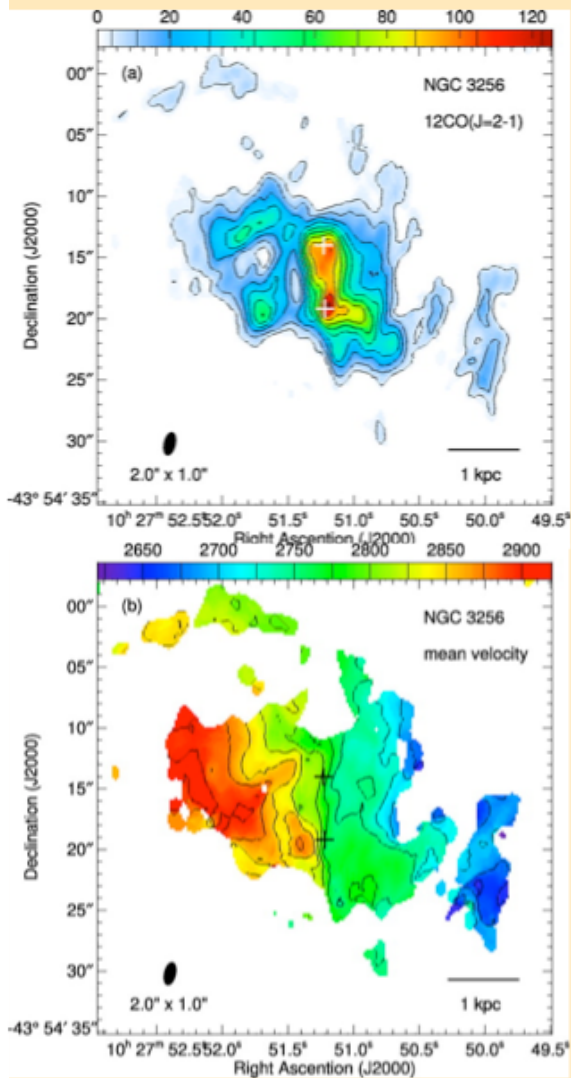 0 20 40 60 80 100 120
(a) NGC 3256
12CO(J=2-1)
00″
05″
10″
15″
20″
25″
30″
-43° 54′ 35″
Declination (J2000)
2.0" x 1.0"
1 kpc
10ʰ 27ᵐ 52.5ˢ 52.0ˢ 51.5ˢ 51.0ˢ 50.5ˢ 50.0ˢ 49.5ˢ
Right Ascension (J2000)
2650 2700 2750 2800 2850 2900
(b) NGC 3256
mean velocity
00″
05″
10″
15″
20″
25″
30″
-43° 54′ 35″
Declination (J2000)
2.0" x 1.0"
1 kpc
10ʰ 27ᵐ 52.5ˢ 52.0ˢ 51.5ˢ 51.0ˢ 50.5ˢ 50.0ˢ 49.5ˢ
Right Ascension (J2000)